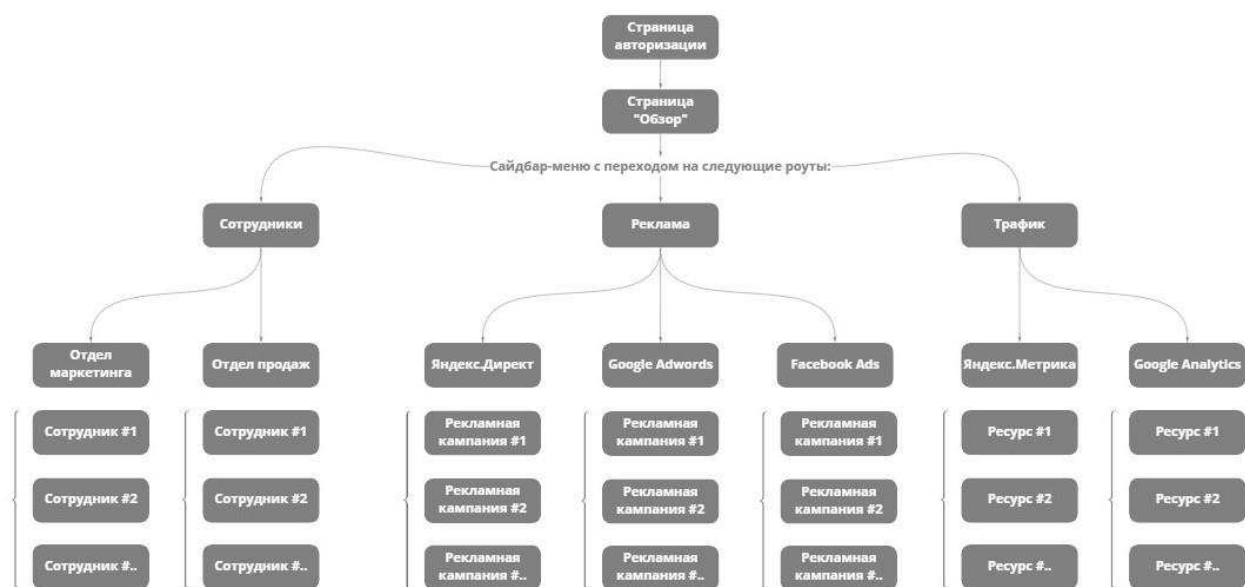 Страница
авторизации
Страница
"Обзор"
Сайдбар-меню с переходом на следующие роуты:
Сотрудники
Реклама
Трафик
Отдел
маркетинга
Отдел продаж
Яндекс.Директ
Google Adwords
Facebook Ads
Яндекс.Метрика
Google Analytics
Сотрудник #1
Сотрудник #1
Рекламная
кампания #1
Рекламная
кампания #1
Рекламная
кампания #1
Ресурс #1
Ресурс #1
Сотрудник #2
Сотрудник #2
Рекламная
кампания #2
Рекламная
кампания #2
Рекламная
кампания #2
Ресурс #2
Ресурс #2
Сотрудник #..
Сотрудник #..
Рекламная
кампания #..
Рекламная
кампания #..
Рекламная
кампания #..
Ресурс #..
Ресурс #..